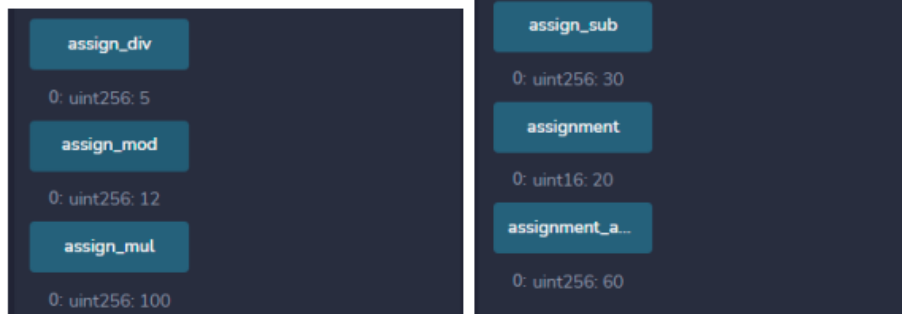 assign_div
0: uint256: 5
assign_mod
0: uint256: 12
assign_mul
0: uint256: 100
assign_sub
0: uint256: 30
assignment
0: uint16: 20
assignment_a...
0: uint256: 60